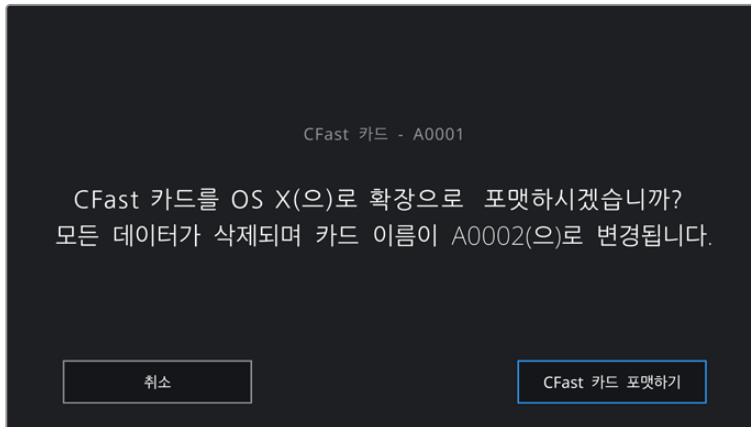 CFast 카드 - A0001
CFast 카드를 OS X(으)로 확장으로 포맷하시겠습니까?
모든 데이터가 삭제되며 카드 이름이 A0002(으)로 변경됩니다.
취소
CFast 카드 포맷하기